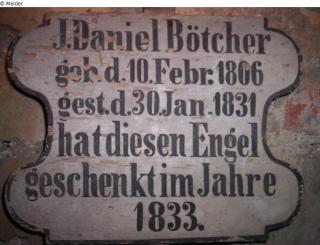 © Melder
J. Daniel Bötcher
geb. d. 10. Febr. 1806
gest. d. 30. Jan. 1831
hat diesen Engel
geschenkt im Jahre
1833.